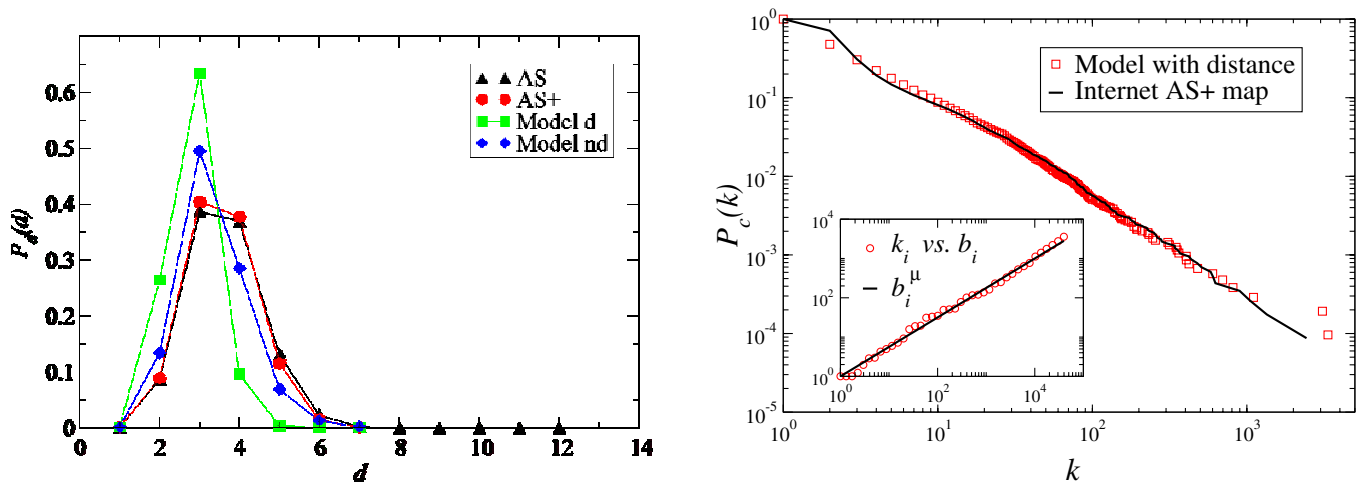 0.6
0.5
0.4
0.3
0.2
0.1
0
P_d(d)
AS
AS+
Model d
Model nd
0 2 4 6 8 10 12 14
d
10^0
10^-1
10^-2
10^-3
10^-4
10^-5
P_c(k)
Model with distance
Internet AS+ map
10^4
10^2
10^0
k_i vs. b_i
b_i^μ
10^0 10^2 10^4
10^0 10^1 10^2 10^3
k